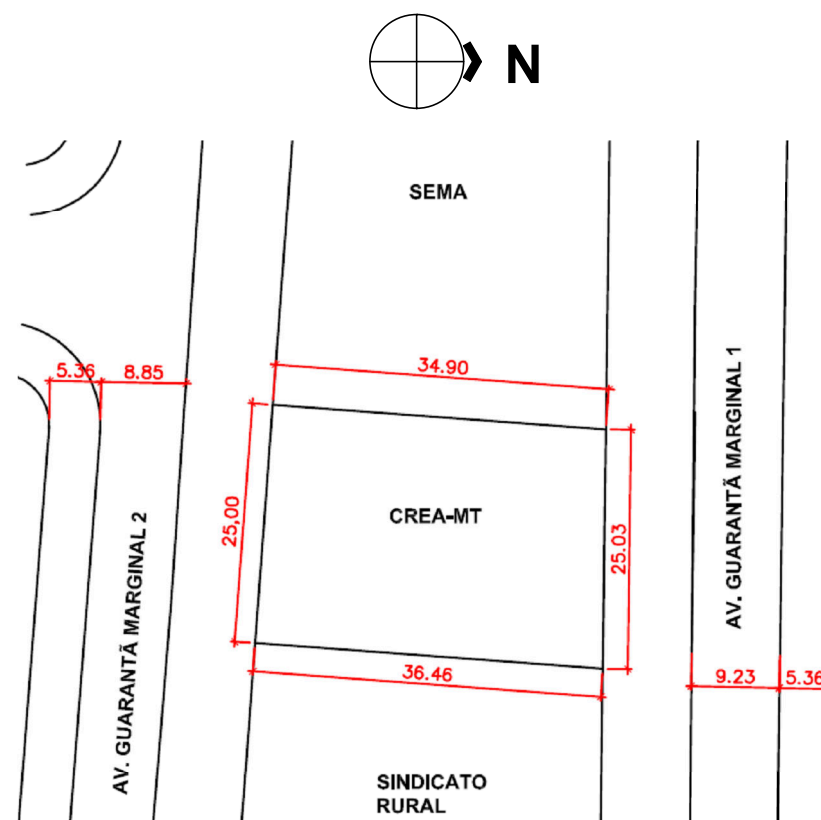 N
SEMA
5.36
8.85
34.90
AV. GUARANTÃ MARGINAL 1
25,00
CREA-MT
25.03
AV. GUARANTÃ MARGINAL 2
36.46
9.23
5.36
SINDICATO
RURAL